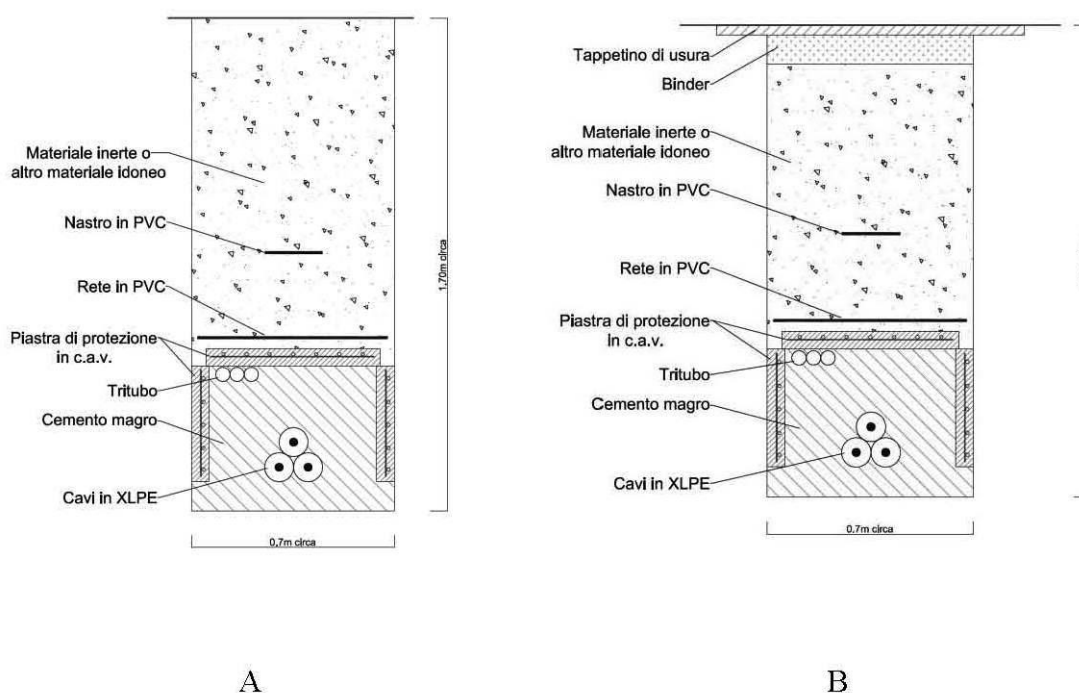 Materiale inerte o
altro materiale idoneo
Nastro in PVC
Rete in PVC
Piastra di protezione
in c.a.v.
Tritubo
Cemento magro
Cavi in XLPE
1,70m circa
0,7m circa
A
Tappetino di usura
Binder
Materiale inerte o
altro materiale idoneo
Nastro in PVC
Rete in PVC
Piastra di protezione
in c.a.v.
Tritubo
Cemento magro
Cavi in XLPE
0,7m circa
B